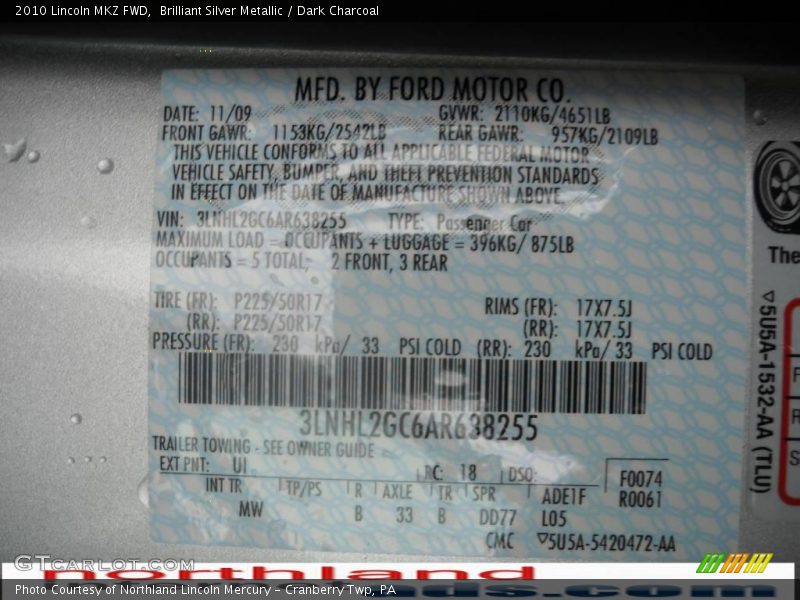 2010 Lincoln MKZ FWD,  Brilliant Silver Metallic / Dark Charcoal
MFD. BY FORD MOTOR CO.
DATE: 11/09 GVWR: 2110KG/4651LB
FRONT GAWR: 1153KG/2542LB REAR GAWR: 957KG/2109LB
THIS VEHICLE CONFORMS TO ALL APPLICABLE FEDERAL MOTOR
VEHICLE SAFETY, BUMPER, AND THEFT PREVENTION STANDARDS
IN EFFECT ON THE DATE OF MANUFACTURE SHOWN ABOVE.
VIN: 3LNHL2GC6AR638255 TYPE: Passenger Car
MAXIMUM LOAD = OCCUPANTS + LUGGAGE = 396KG/ 875LB
OCCUPANTS = 5 TOTAL; 2 FRONT, 3 REAR
TIRE (FR): P225/50R17 RIMS (FR): 17X7.5J
(RR): P225/50R17 (RR): 17X7.5J
PRESSURE (FR): 230 kPa/ 33 PSI COLD (RR): 230 kPa/ 33 PSI COLD
3LNHL2GC6AR638255
TRAILER TOWING - SEE OWNER GUIDE
EXT PNT: UI RC: 18 DSO: F0074
INT TR TP/PS R AXLE TR SPR ADE1F R0061
MW B 33 B DD77 L05
CMC ▽5U5A-5420472-AA
The
▽5U5A-1532-AA (TLU)
F
R
S
GTCarLot.com
northland
ds.com
Photo Courtesy of Northland Lincoln Mercury – Cranberry Twp, PA